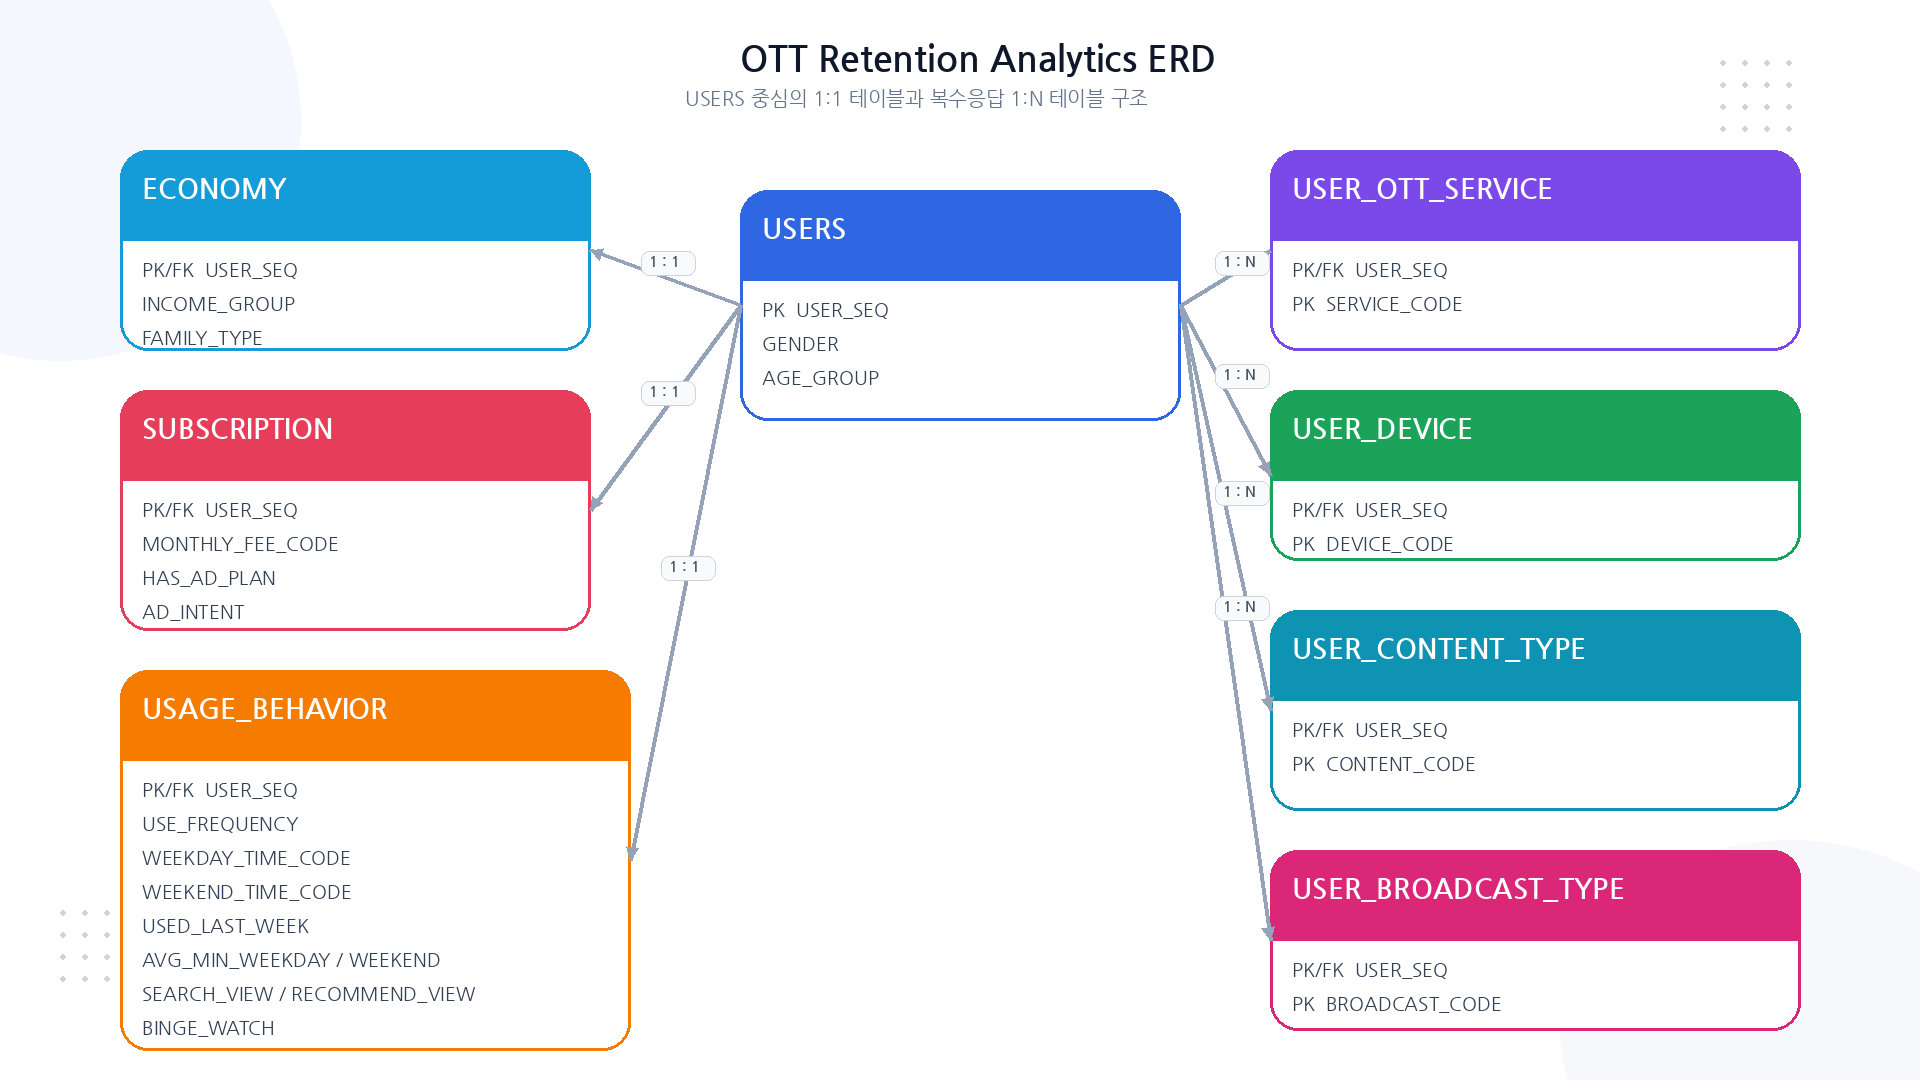 OTT Retention Analytics ERD
USERS 중심의 1:1 테이블과 복수응답 1:N 테이블 구조
ECONOMY
PK/FK USER_SEQ
INCOME_GROUP
FAMILY_TYPE
SUBSCRIPTION
PK/FK USER_SEQ
MONTHLY_FEE_CODE
HAS_AD_PLAN
AD_INTENT
USAGE_BEHAVIOR
PK/FK USER_SEQ
USE_FREQUENCY
WEEKDAY_TIME_CODE
WEEKEND_TIME_CODE
USED_LAST_WEEK
AVG_MIN_WEEKDAY / WEEKEND
SEARCH_VIEW / RECOMMEND_VIEW
BINGE_WATCH
1:1
1:1
1:1
USERS
PK USER_SEQ
GENDER
AGE_GROUP
1:N
1:N
1:N
1:N
USER_OTT_SERVICE
PK/FK USER_SEQ
PK SERVICE_CODE
USER_DEVICE
PK/FK USER_SEQ
PK DEVICE_CODE
USER_CONTENT_TYPE
PK/FK USER_SEQ
PK CONTENT_CODE
USER_BROADCAST_TYPE
PK/FK USER_SEQ
PK BROADCAST_CODE